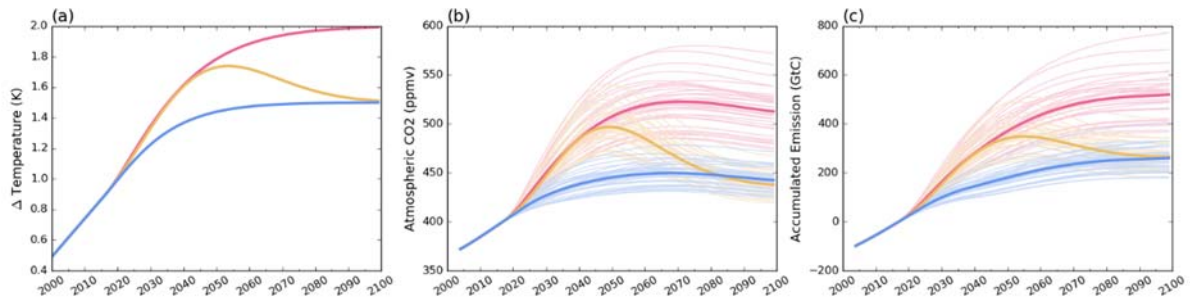 (a)
2.0
1.8
1.6
1.4
1.2
1.0
0.8
0.6
0.4
Δ Temperature (K)
2000 2010 2020 2030 2040 2050 2060 2070 2080 2090 2100
(b)
600
550
500
450
400
350
Atmospheric CO2 (ppmv)
2000 2010 2020 2030 2040 2050 2060 2070 2080 2090 2100
(c)
800
600
400
200
0
−200
Accumulated Emission (GtC)
2000 2010 2020 2030 2040 2050 2060 2070 2080 2090 2100